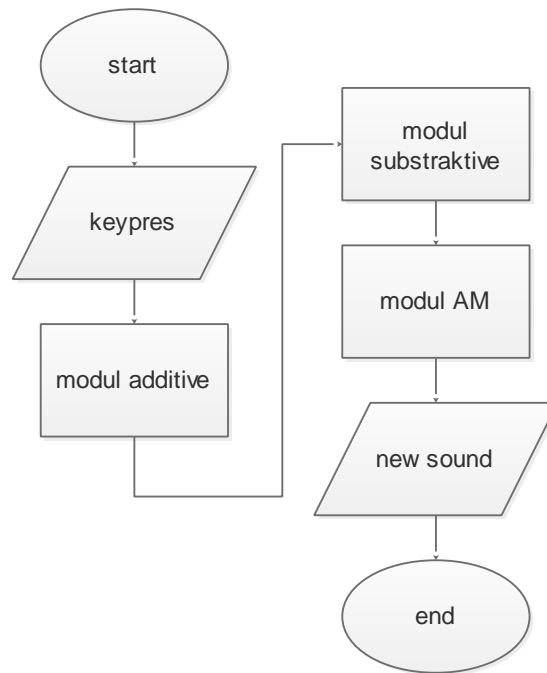 start
keypres
modul additive
modul
substraktive
modul AM
new sound
end